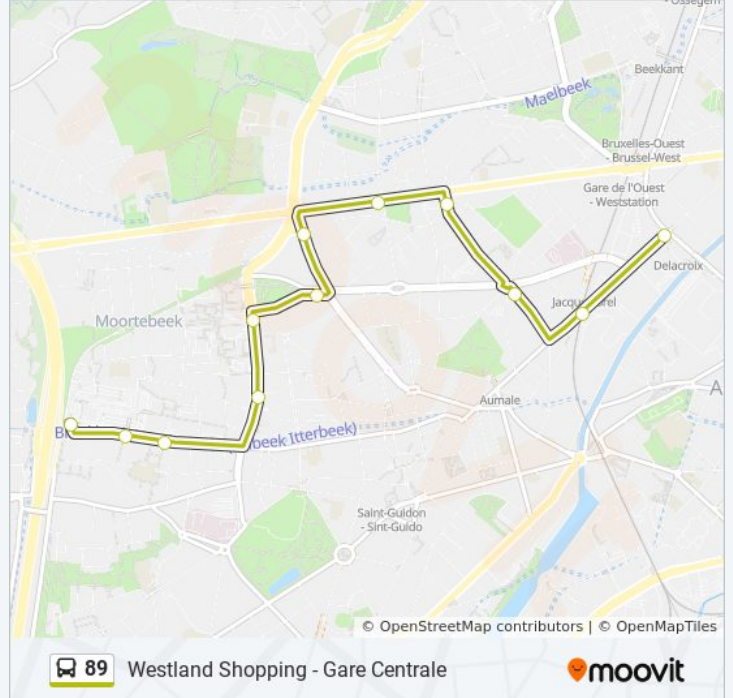 Ossegem
Beekkant
Maelbeek
Bruxelles-Ouest
- Brussel-West
Gare de l'Ouest
- Weststation
Delacroix
Moortebeek
Aumale
A
beek Itterbeek)
Saint-Guidon
- Sint-Guido
© OpenStreetMap contributors | © OpenMapTiles
89 Westland Shopping - Gare Centrale
moovit